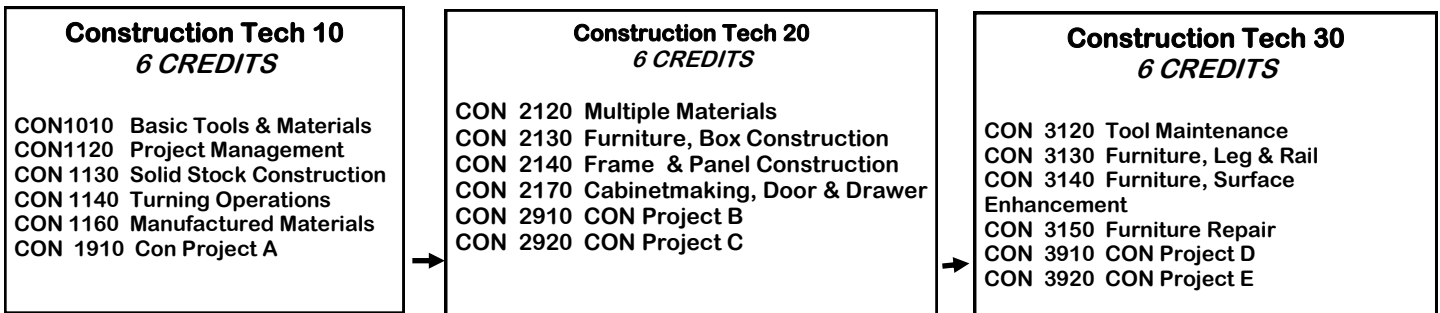 Construction Tech 10
6 CREDITS
CON1010 Basic Tools & Materials
CON1120 Project Management
CON 1130 Solid Stock Construction
CON 1140 Turning Operations
CON 1160 Manufactured Materials
CON 1910 Con Project A
Construction Tech 20
6 CREDITS
CON 2120 Multiple Materials
CON 2130 Furniture, Box Construction
CON 2140 Frame & Panel Construction
CON 2170 Cabinetmaking, Door & Drawer
CON 2910 CON Project B
CON 2920 CON Project C
Construction Tech 30
6 CREDITS
CON 3120 Tool Maintenance
CON 3130 Furniture, Leg & Rail
CON 3140 Furniture, Surface
Enhancement
CON 3150 Furniture Repair
CON 3910 CON Project D
CON 3920 CON Project E